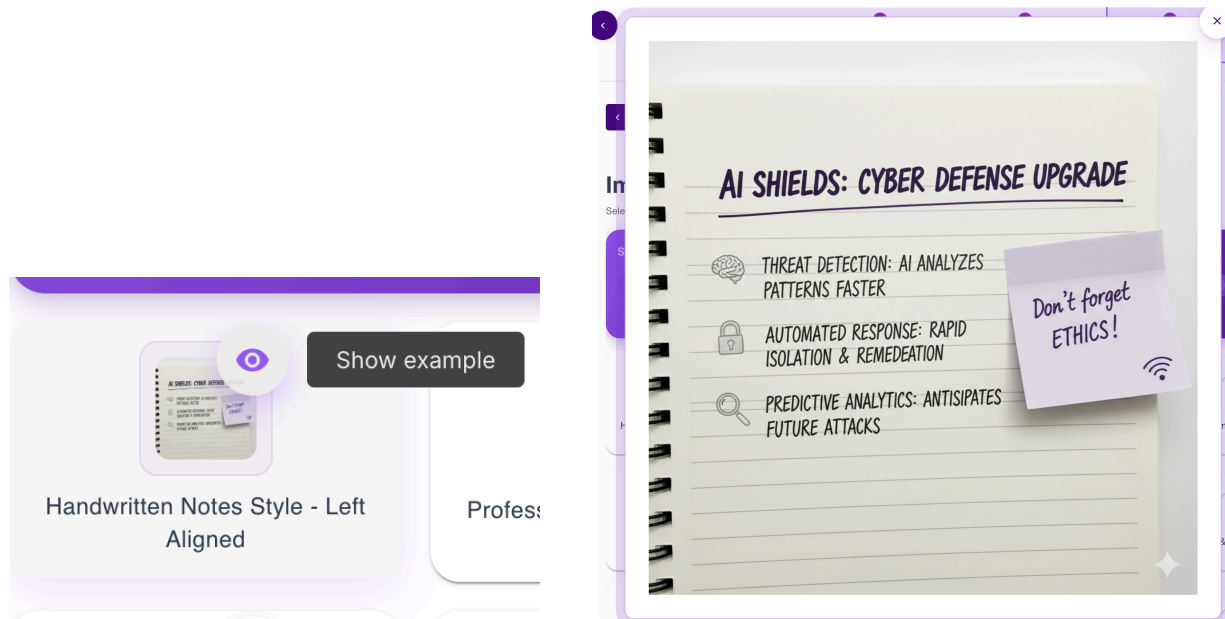 AI SHIELDS: CYBER DEFENSE UPGRADE
THREAT DETECTION: AI ANALYZES
PATTERNS FASTER
AUTOMATED RESPONSE: RAPID
ISOLATION & REMEDEATION
PREDICTIVE ANALYTICS: ANTISIPATES
FUTURE ATTACKS
Don't forget
ETHICS!
Show example
Handwritten Notes Style - Left
Aligned
Profess
Im
Sele
S
H